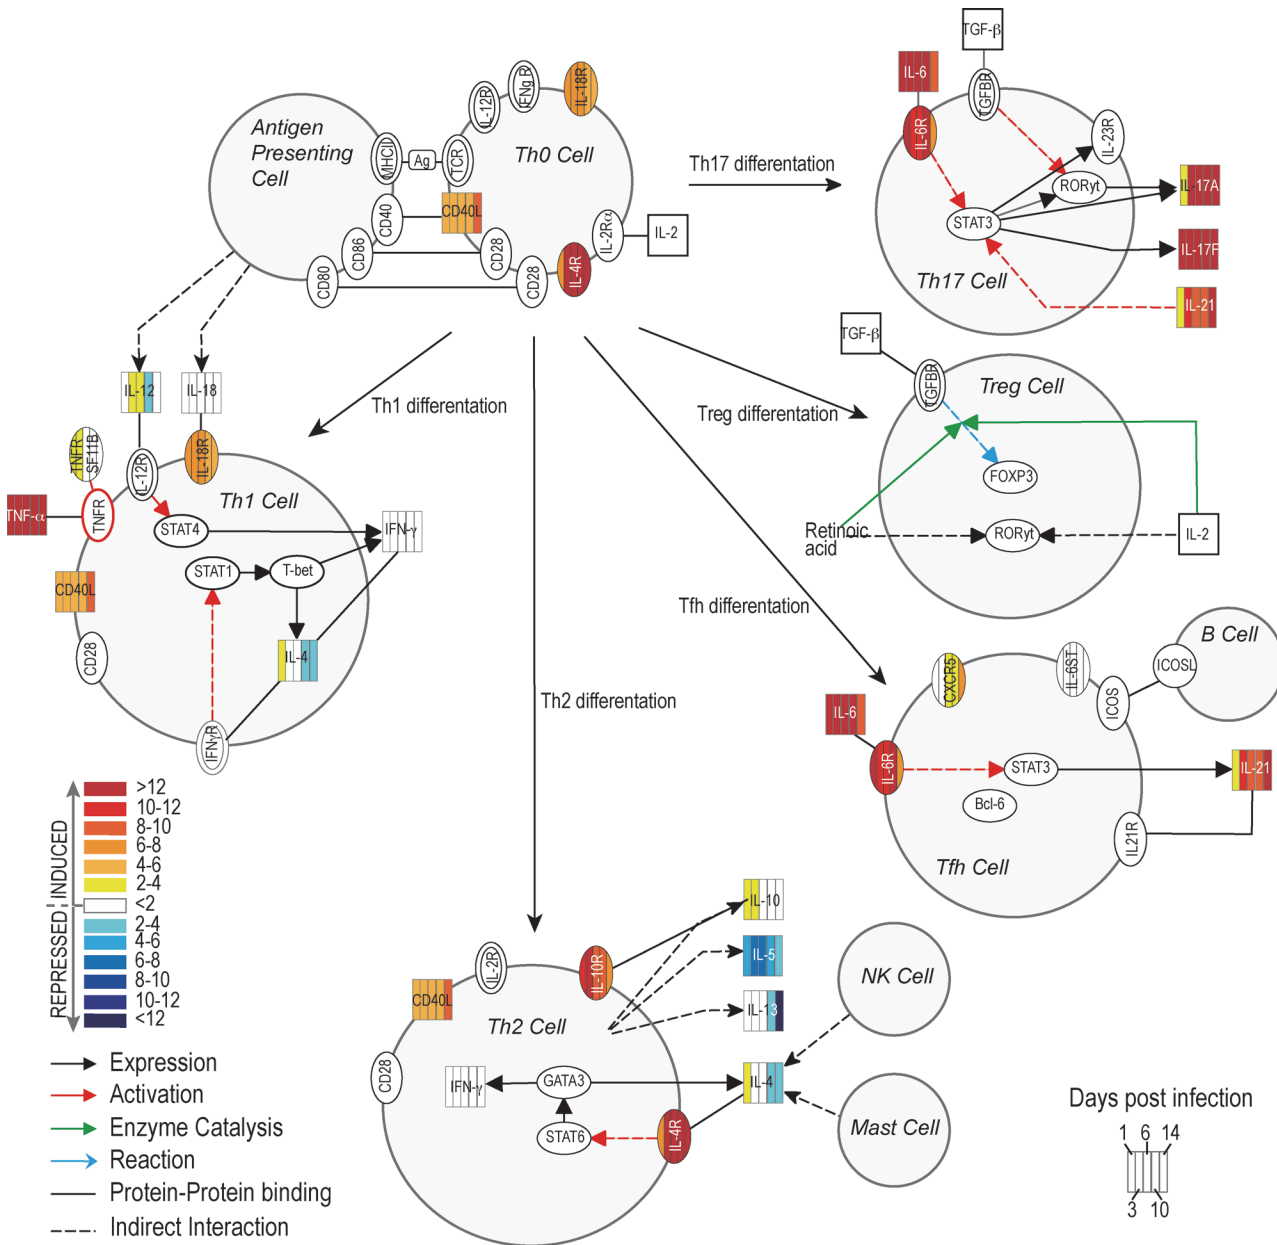 TGF-β
IL-6
TGFBR
IL-6R
IL-23R
RORγt
IL-17A
STAT3
IL-17F
Th17 Cell
IL-21
Antigen
Presenting
Cell
MHCII
Ag
TCR
IL-12R
IFNg R
IL-18R
Th0 Cell
CD40
CD40L
CD86
CD28
CD80
CD28
IL-4R
IL-2Rα
IL-2
Th17 differentation
IL-12
IL-18
Th1 differentation
Treg differentation
Tfh differentation
Th2 differentation
TGF-β
TGFBR
Treg Cell
FOXP3
Retinoic
acid
RORγt
IL-2
TNFR
SF11B
IL-12R
IL-18R
Th1 Cell
TNF-α
TNFR
STAT4
IFN-γ
STAT1
T-bet
CD40L
CD28
IL-4
IFNγR
B Cell
ICOSL
CXCR5
IL-6ST
ICOS
IL-6
IL-6R
STAT3
IL-21
Bcl-6
IL21R
Tfh Cell
INDUCED
REPRESSED
>12
10-12
8-10
6-8
4-6
2-4
<2
2-4
4-6
6-8
8-10
10-12
<12
IL-10
IL-5
IL-13
IL-4
IL-2R
IL-10R
CD40L
Th2 Cell
CD28
IFN-γ
GATA3
STAT6
IL-4R
NK Cell
Mast Cell
Expression
Activation
Enzyme Catalysis
Reaction
Protein-Protein binding
Indirect Interaction
Days post infection
1 6 14
3 10